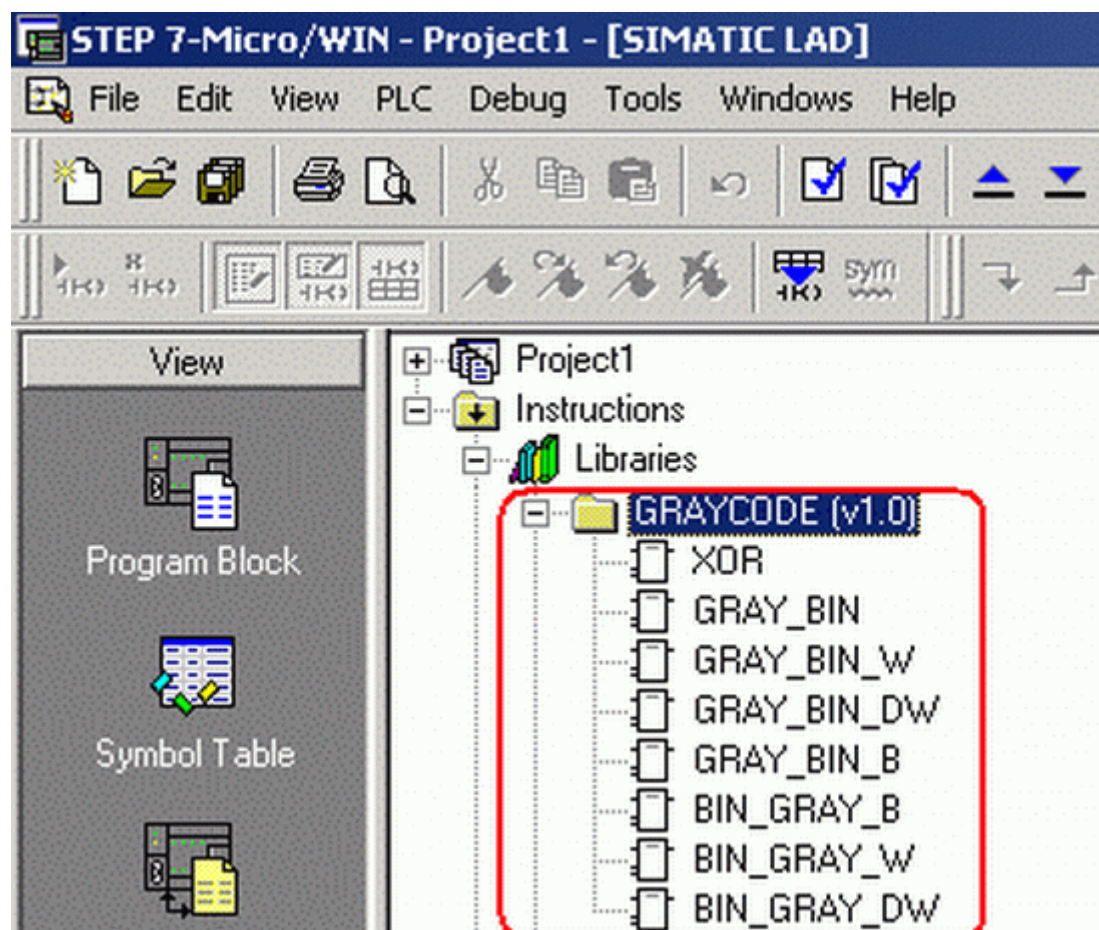 STEP 7-Micro/WIN - Project1 - [SIMATIC LAD]
File Edit View PLC Debug Tools Windows Help
sym
View
Program Block
Symbol Table
Project1
Instructions
Libraries
GRAYCODE (v1.0)
XOR
GRAY_BIN
GRAY_BIN_W
GRAY_BIN_DW
GRAY_BIN_B
BIN_GRAY_B
BIN_GRAY_W
BIN_GRAY_DW